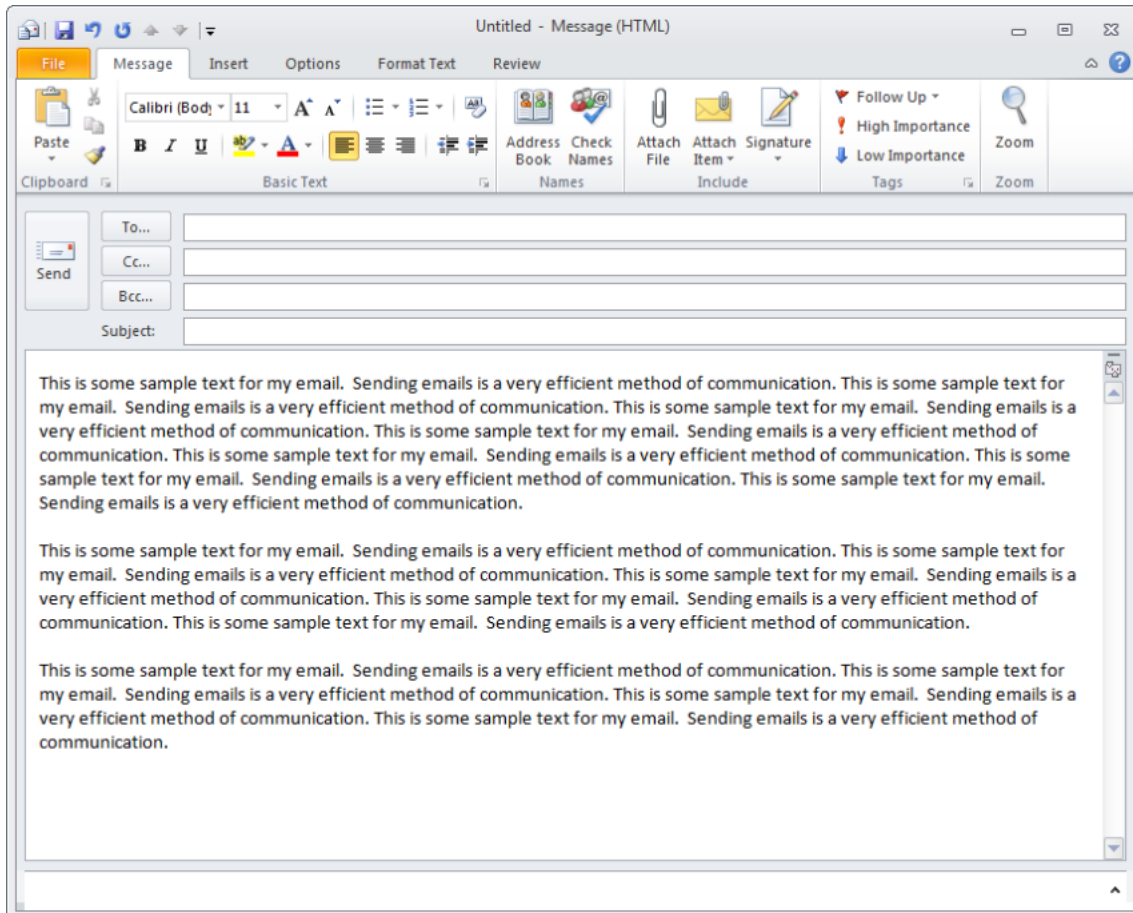 Untitled - Message (HTML)
File Message Insert Options Format Text Review
Calibri (Body 11
Follow Up
High Importance
Paste
B I U ab A
Address Book
Check Names
Attach File
Attach Item
Signature
Low Importance
Zoom
Clipboard Basic Text Names Include Tags Zoom
To...
Cc...
Send
Bcc...
Subject:
This is some sample text for my email.  Sending emails is a very efficient method of communication. This is some sample text for
my email.  Sending emails is a very efficient method of communication. This is some sample text for my email.  Sending emails is a
very efficient method of communication. This is some sample text for my email.  Sending emails is a very efficient method of
communication. This is some sample text for my email.  Sending emails is a very efficient method of communication. This is some
sample text for my email.  Sending emails is a very efficient method of communication. This is some sample text for my email.
Sending emails is a very efficient method of communication.
This is some sample text for my email.  Sending emails is a very efficient method of communication. This is some sample text for
my email.  Sending emails is a very efficient method of communication. This is some sample text for my email.  Sending emails is a
very efficient method of communication. This is some sample text for my email.  Sending emails is a very efficient method of
communication. This is some sample text for my email.  Sending emails is a very efficient method of communication.
This is some sample text for my email.  Sending emails is a very efficient method of communication. This is some sample text for
my email.  Sending emails is a very efficient method of communication. This is some sample text for my email.  Sending emails is a
very efficient method of communication. This is some sample text for my email.  Sending emails is a very efficient method of
communication.